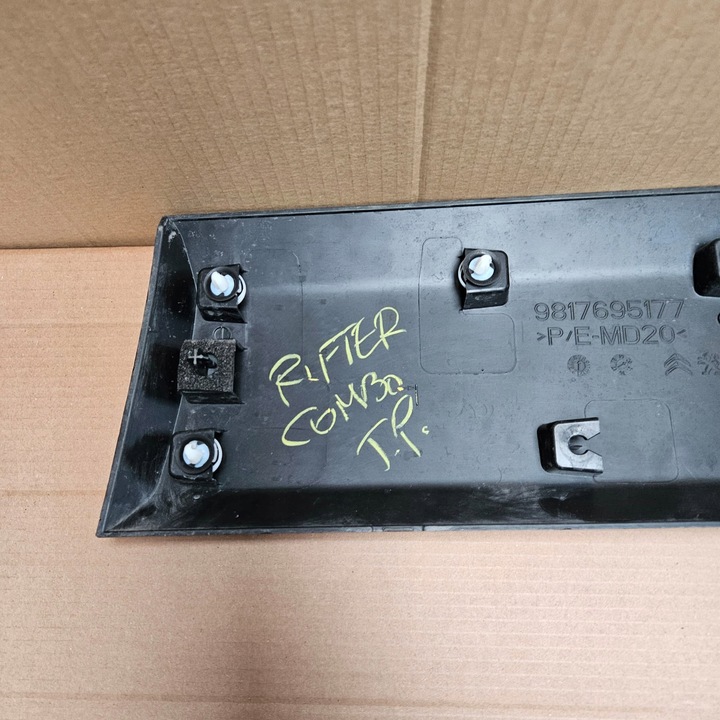 9817695177
>P/E-MD20<
RIFTER
COMBO
T.P.